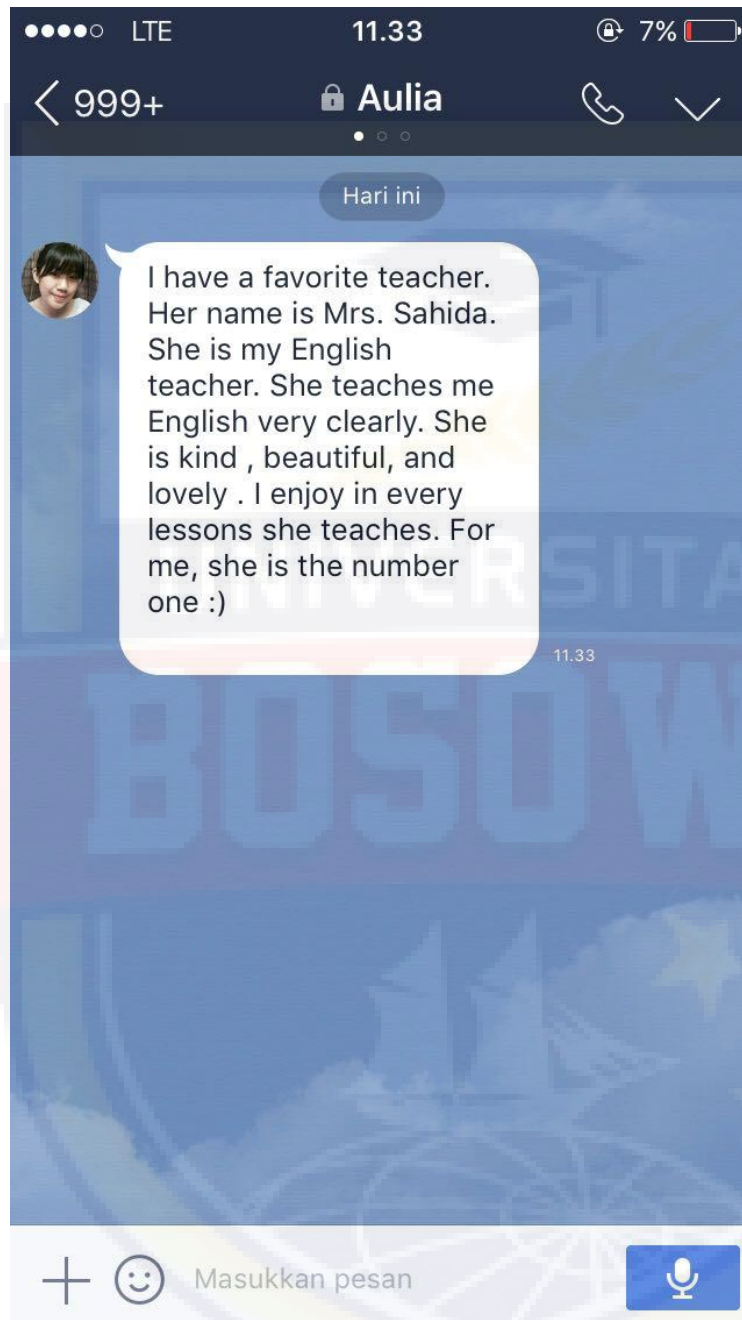 LTE 11.33 7%
999+ Aulia
Hari ini
I have a favorite teacher.
Her name is Mrs. Sahida.
She is my English
teacher. She teaches me
English very clearly. She
is kind , beautiful, and
lovely . I enjoy in every
lessons she teaches. For
me, she is the number
one :)
11.33
UNIVERSITA
BOSOW
Masukkan pesan